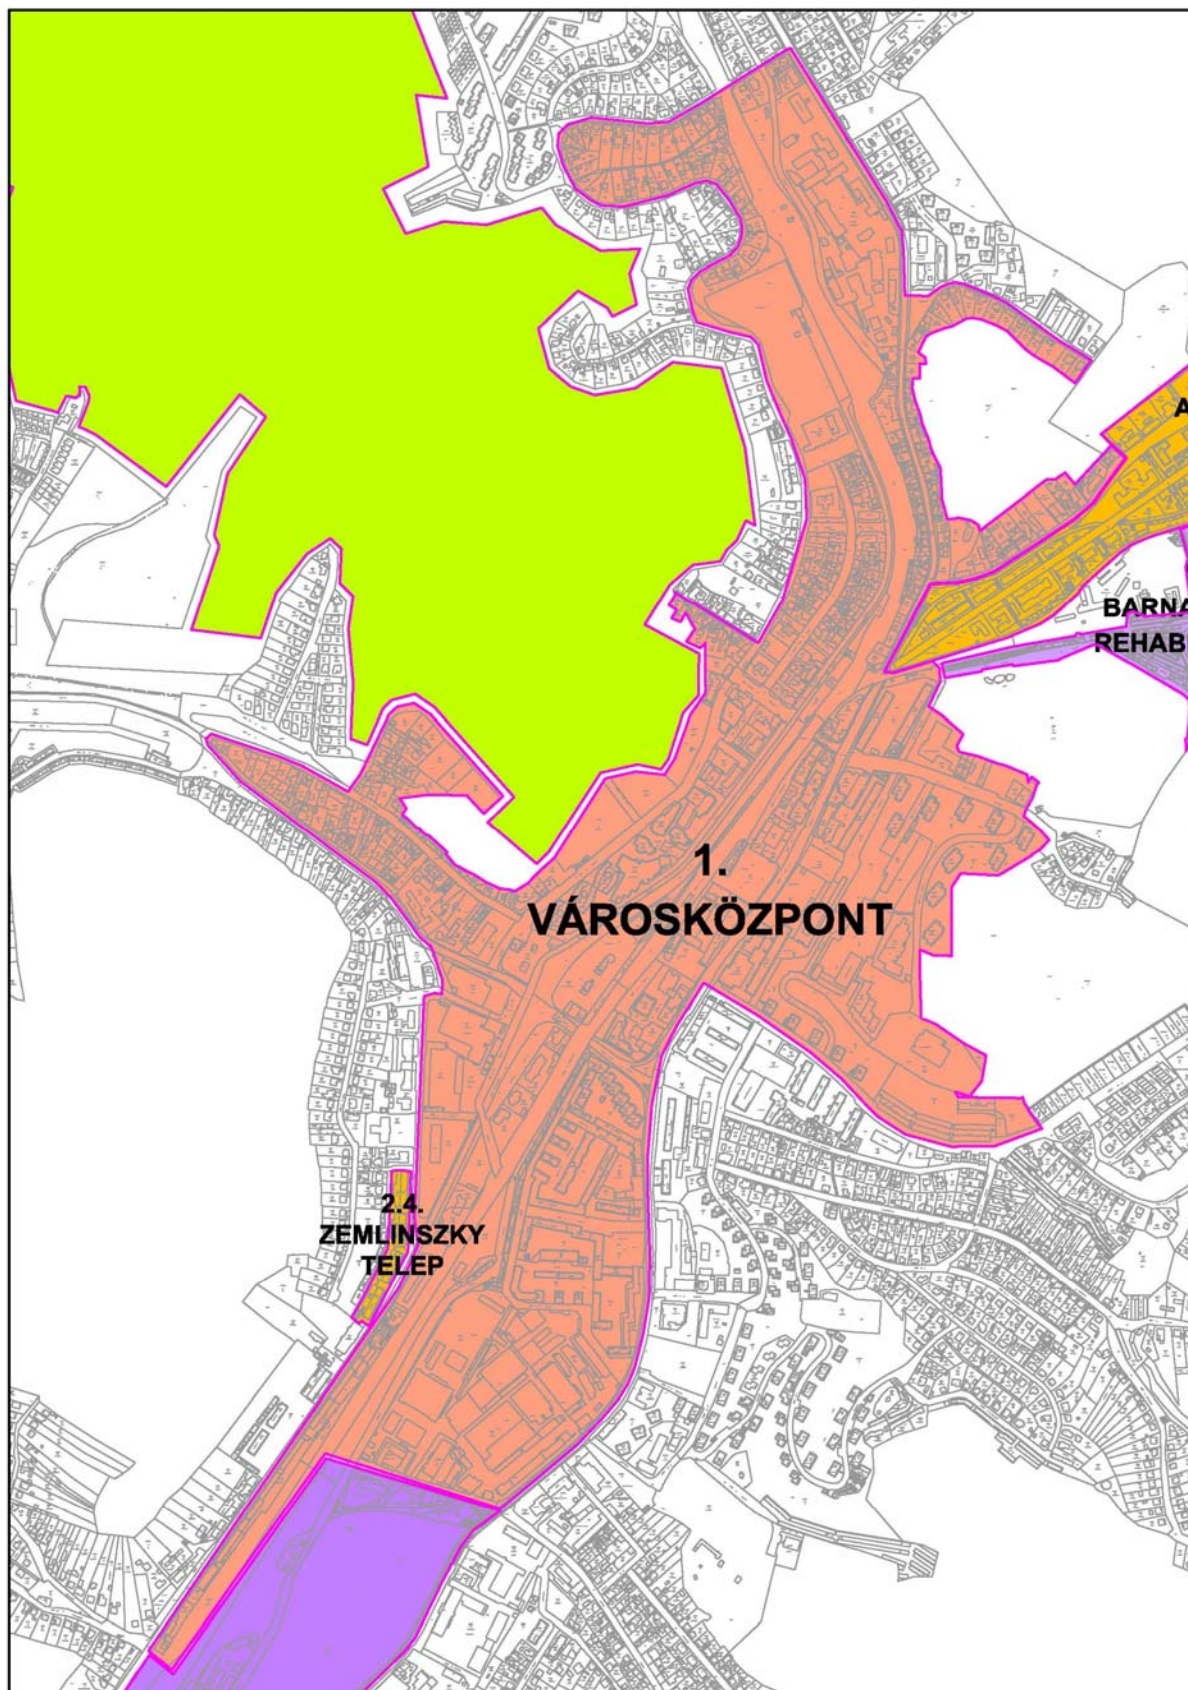 A
BARNA
REHAB
1.
VÁROSKÖZPONT
2.4.
ZEMLINSZKY
TELEP